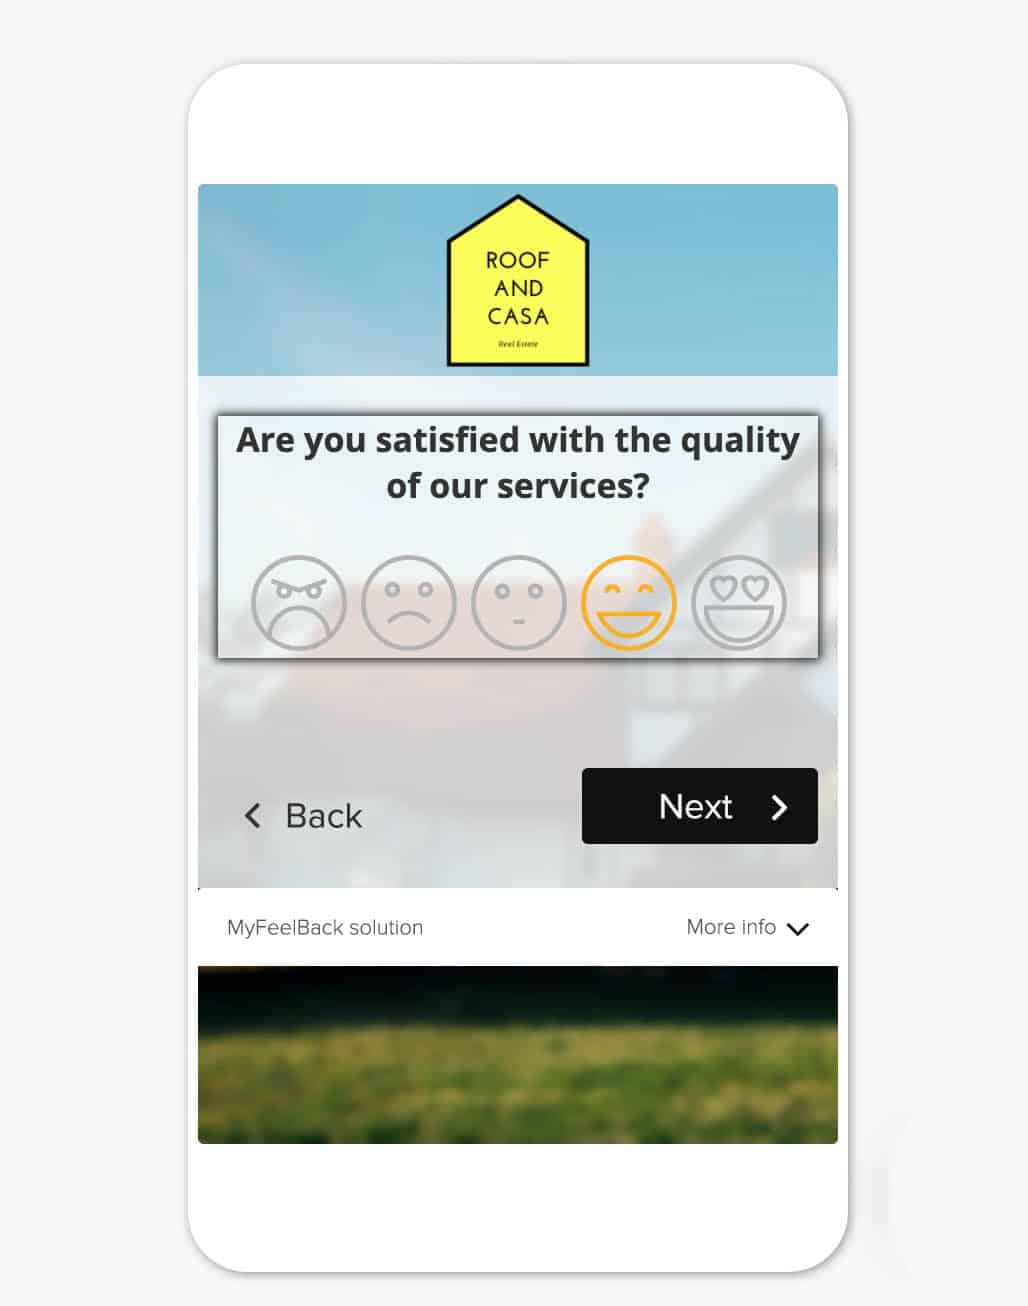 ROOF
AND
CASA
Real Estate
Are you satisfied with the quality
of our services?
Back
Next
MyFeelBack solution
More info